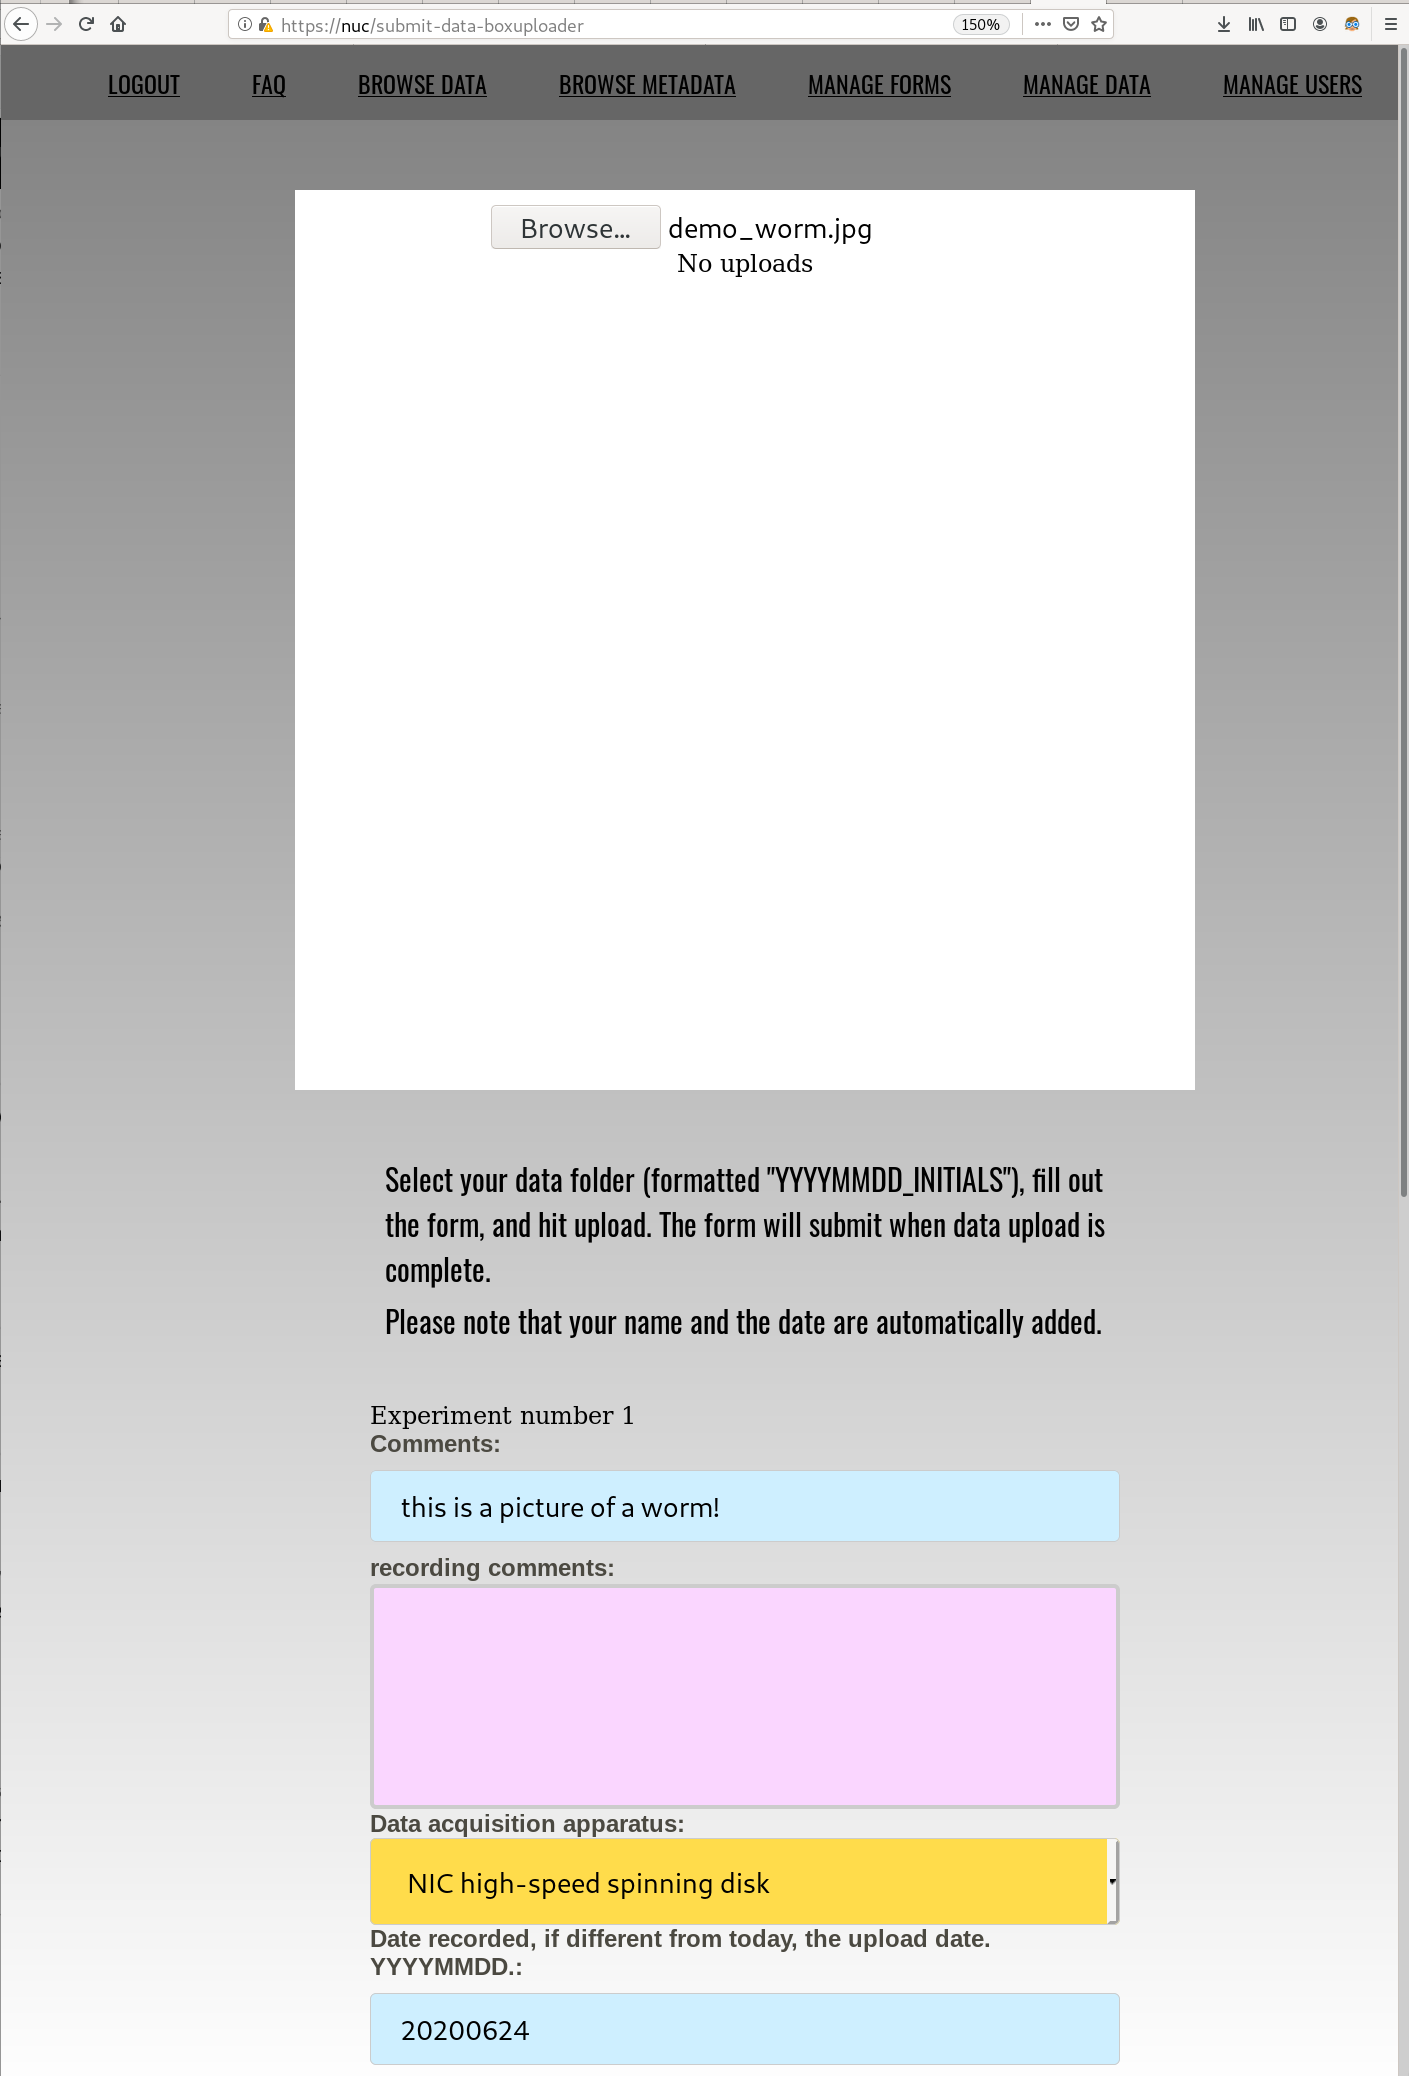 https://nuc/submit-data-boxuploader
150%
LOGOUT FAQ BROWSE DATA BROWSE METADATA MANAGE FORMS MANAGE DATA MANAGE USERS
Browse... demo_worm.jpg
No uploads
Select your data folder (formatted "YYYYMMDD_INITIALS"), fill out
the form, and hit upload. The form will submit when data upload is
complete.
Please note that your name and the date are automatically added.
Experiment number 1
Comments:
this is a picture of a worm!
recording comments:
Data acquisition apparatus:
NIC high-speed spinning disk
Date recorded, if different from today, the upload date.
YYYYMMDD.:
20200624